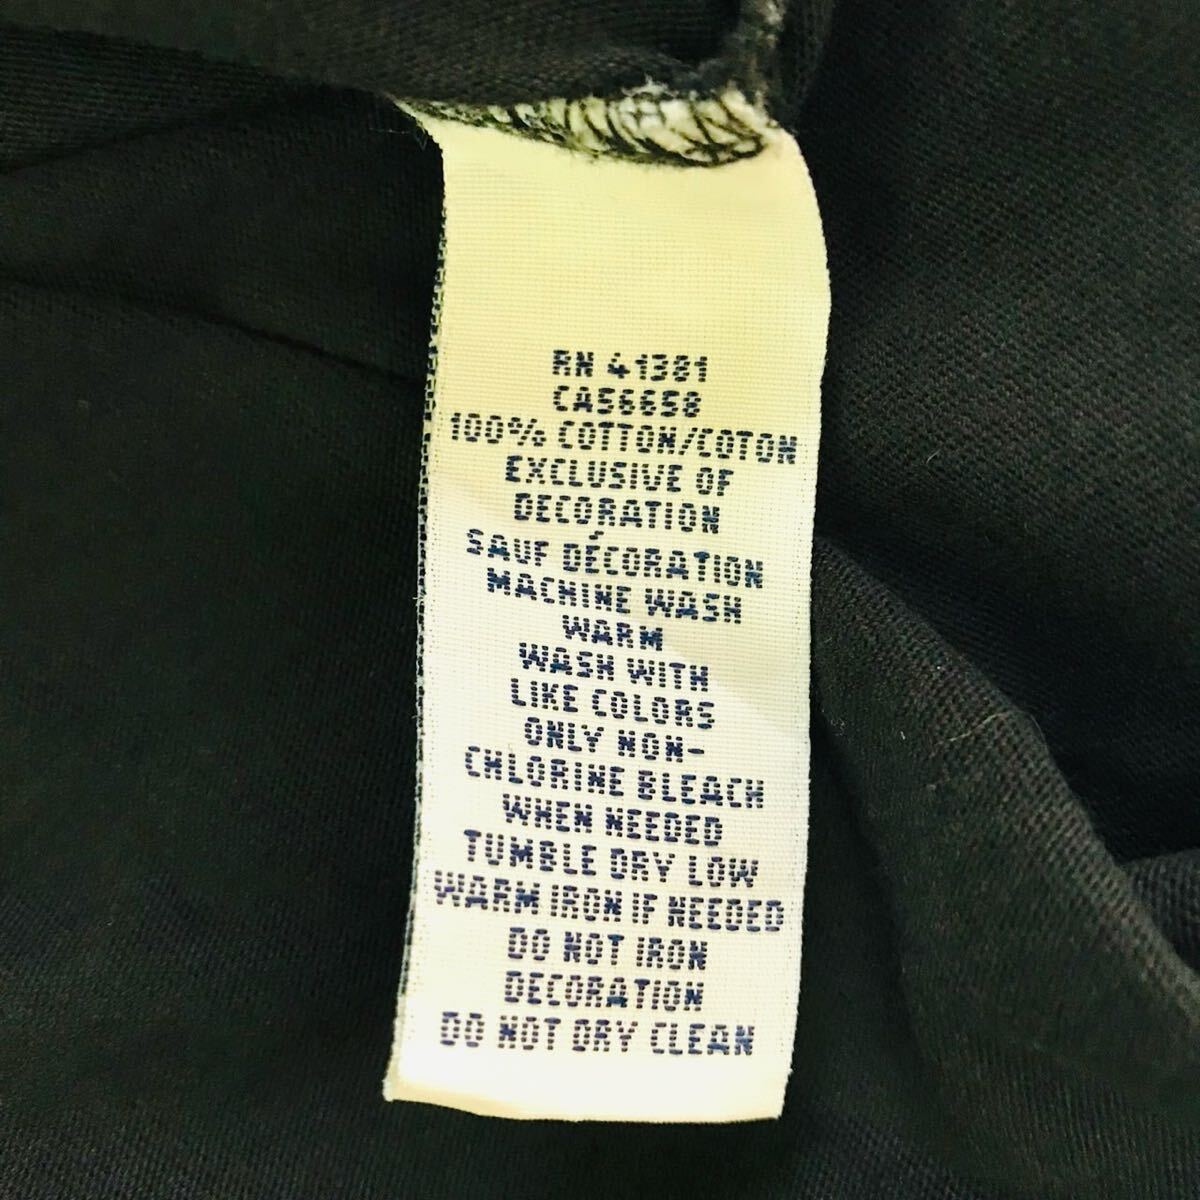 RN 41381
CA56658
100% COTTON/COTON
EXCLUSIVE OF
DECORATION
SAUF DÉCORATION
MACHINE WASH
WARM
WASH WITH
LIKE COLORS
ONLY NON-
CHLORINE BLEACH
WHEN NEEDED
TUMBLE DRY LOW
WARM IRON IF NEEDED
DO NOT IRON
DECORATION
DO NOT DRY CLEAN